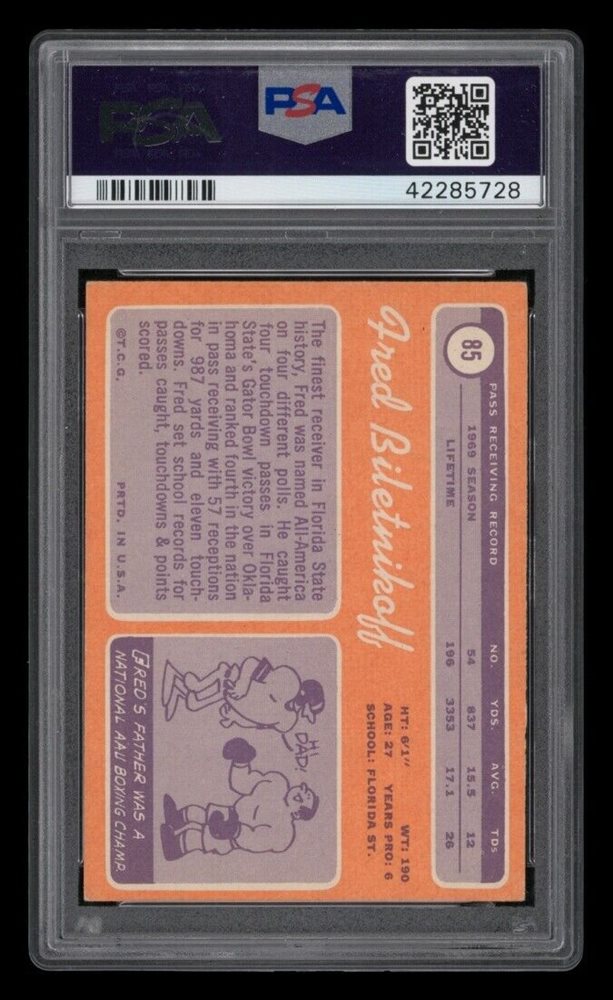 PSA
PSA
42285728
85
PASS RECEIVING RECORD NO. YDS. AVG. TDs
1969 SEASON 54 837 15.5 12
LIFETIME 196 3353 17.1 26
Fred Biletnikoff
HT: 6'1" WT: 190
AGE: 27 YEARS PRO: 6
SCHOOL: FLORIDA ST.
The finest receiver in Florida State
history, Fred was named All-America
on four different polls. He caught
four touchdown passes in Florida
State's Gator Bowl victory over Okla-
homa and ranked fourth in the nation
in pass receiving with 57 receptions
for 987 yards and eleven touch-
downs. Fred set school records for
passes caught, touchdowns & points
scored.
©T.C.G. PRTD. IN U.S.A.
HI,
DAD!
FRED'S FATHER WAS A
NATIONAL AAU BOXING CHAMP.